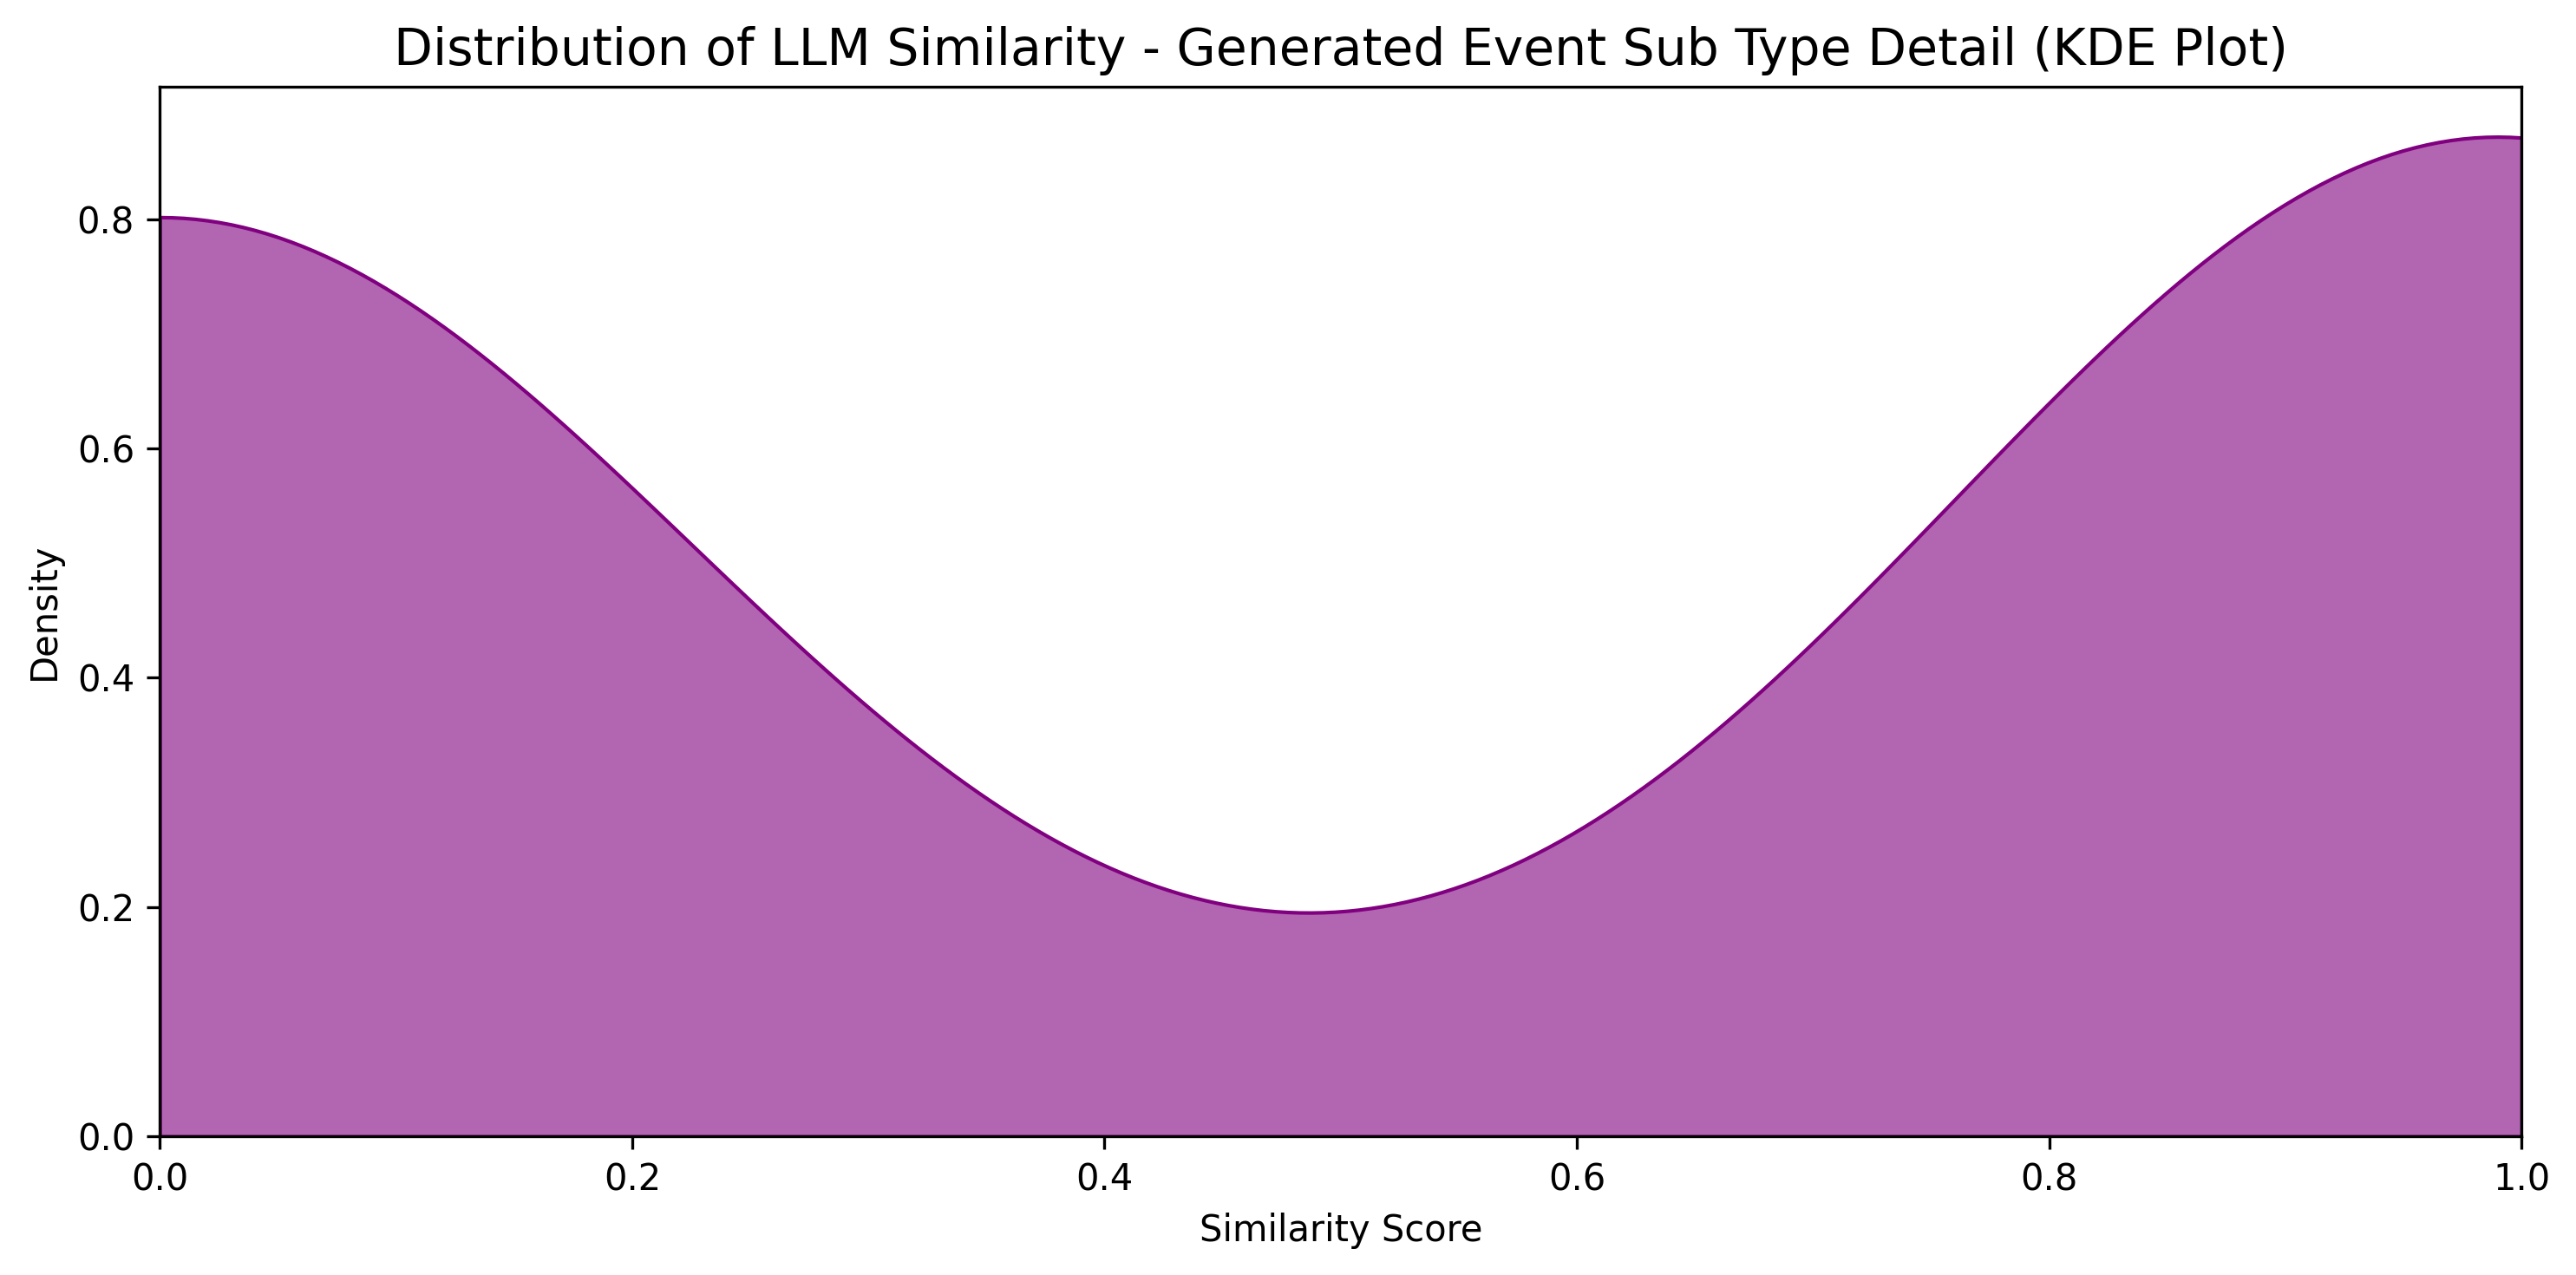 Distribution of LLM Similarity - Generated Event Sub Type Detail (KDE Plot)
Density
0.8
0.6
0.4
0.2
0.0
0.0 0.2 0.4 0.6 0.8 1.0
Similarity Score